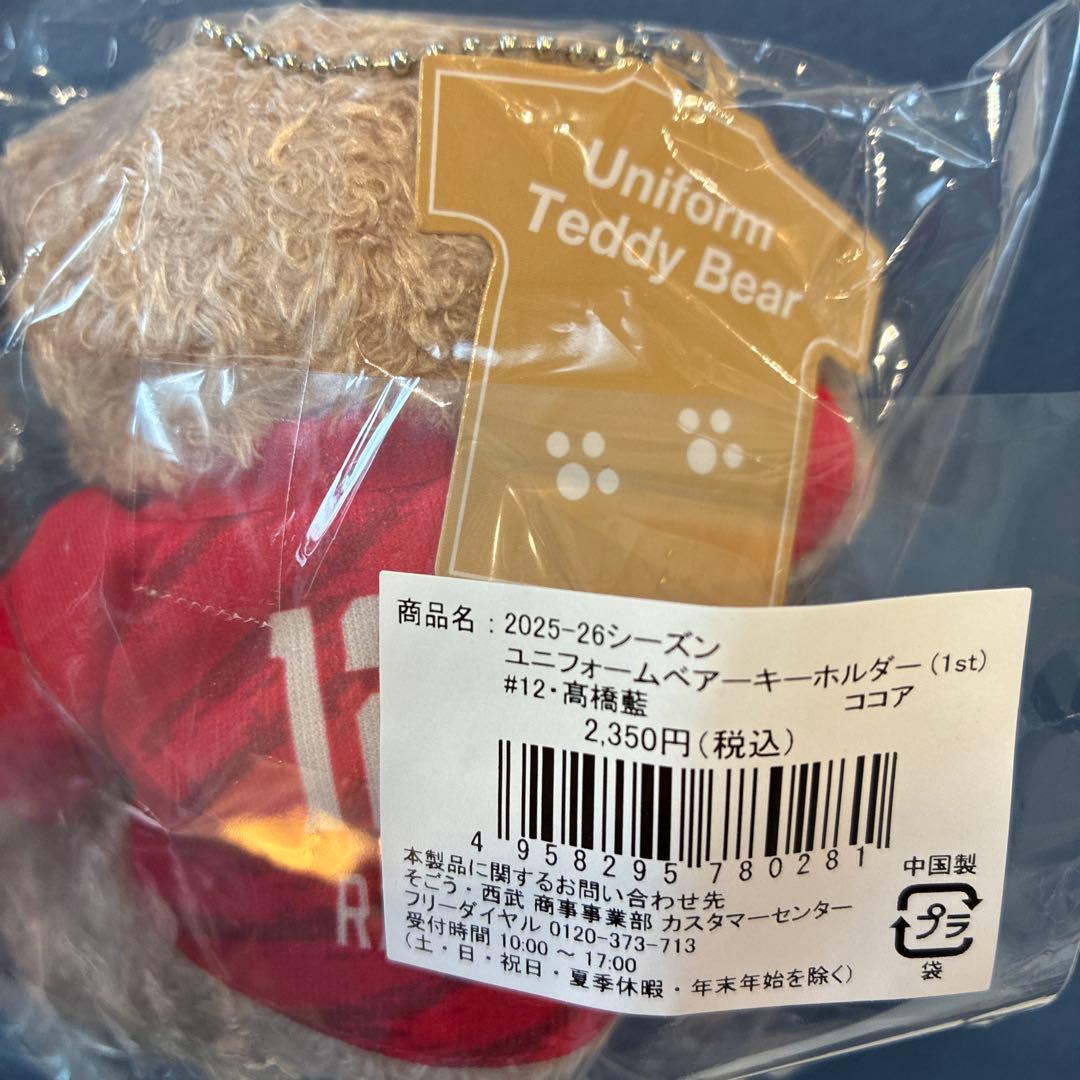 Uniform
Teddy Bear
商品名：2025-26シーズン
ユニフォームベアーキーホルダー（1st）
#12・髙橋藍 ココア
2,350円（税込）
4 958295 780281
本製品に関するお問い合わせ先
そごう・西武 商事事業部 カスタマーセンター
フリーダイヤル 0120-373-713
受付時間 10:00 ～ 17:00
（土・日・祝日・夏季休暇・年末年始を除く）
中国製
プラ
袋
12
R